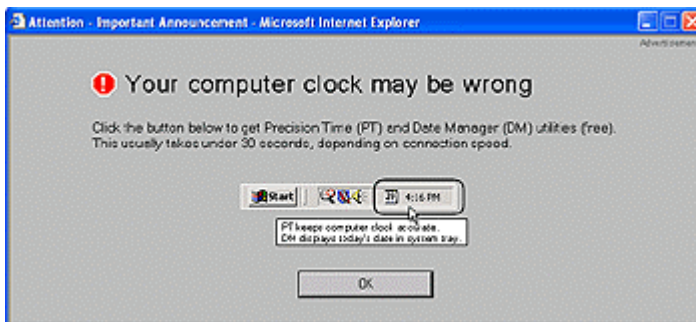 Attention - Important Announcement - Microsoft Internet Explorer
Advertisement
Your computer clock may be wrong
Click the button below to get Precision Time (PT) and Date Manager (DM) utilities (free).
This usually takes under 30 seconds, depending on connection speed.
Start
4:16 PM
PT keeps computer clock accurate.
DM displays today's date in system tray.
OK